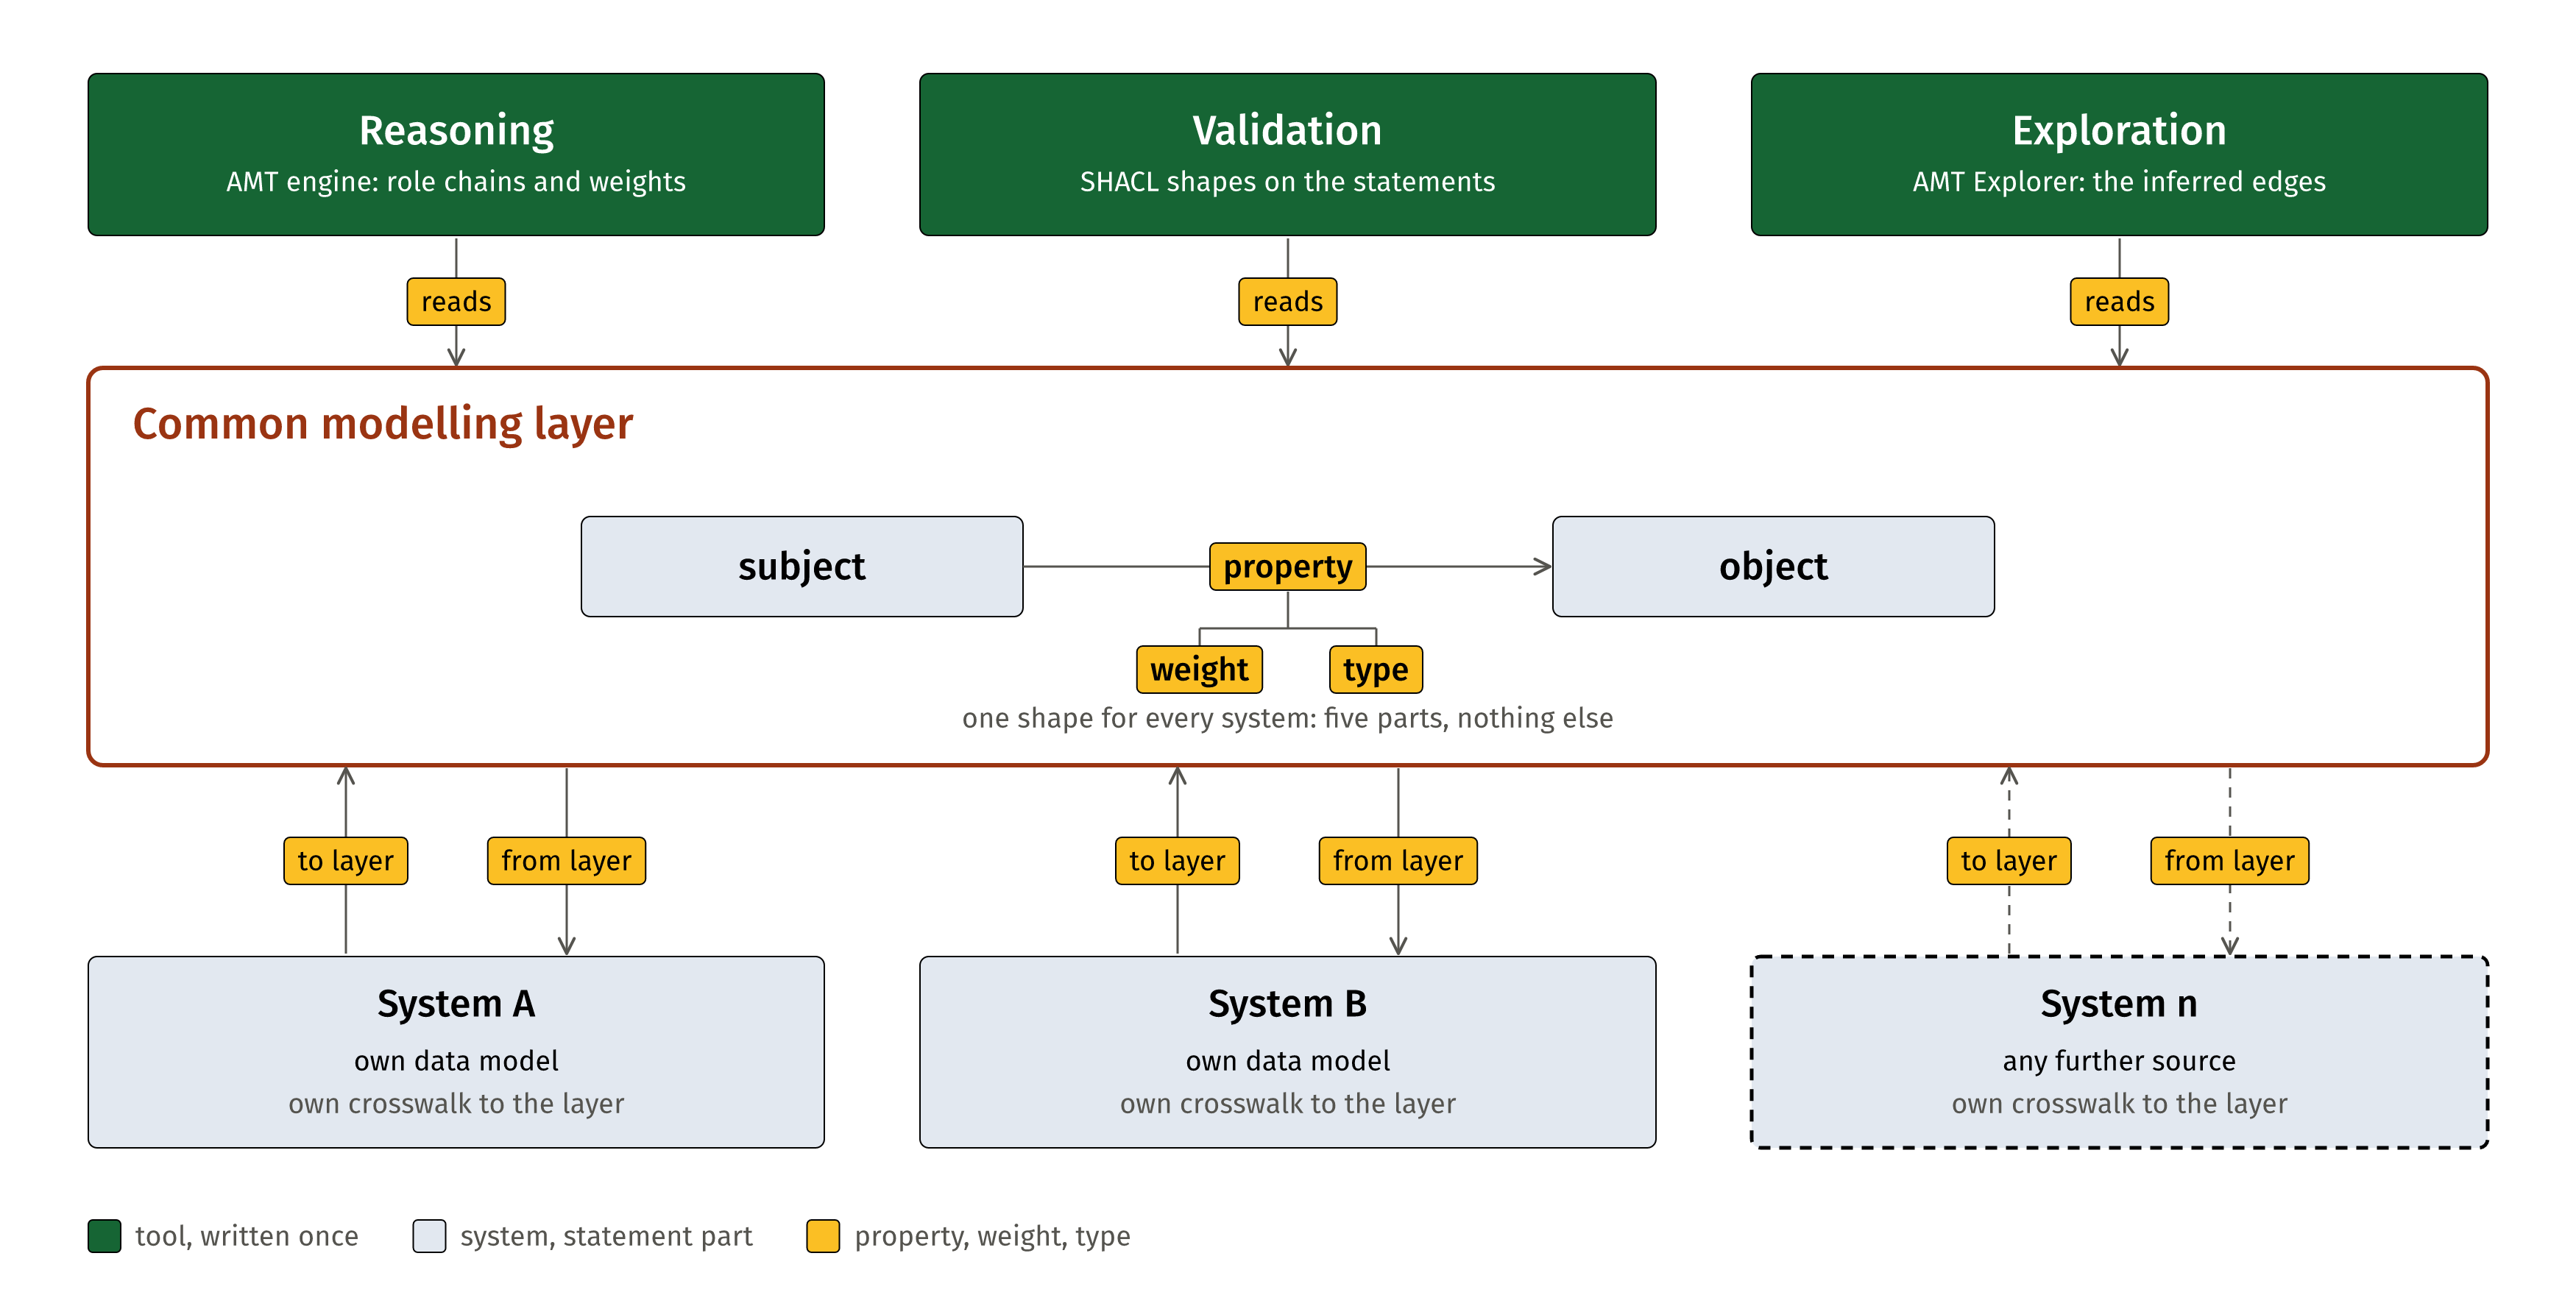 Reasoning
AMT engine: role chains and weights
Validation
SHACL shapes on the statements
Exploration
AMT Explorer: the inferred edges
reads
reads
reads
Common modelling layer
subject
property
object
weight
type
one shape for every system: five parts, nothing else
to layer
from layer
to layer
from layer
to layer
from layer
System A
own data model
own crosswalk to the layer
System B
own data model
own crosswalk to the layer
System n
any further source
own crosswalk to the layer
tool, written once
system, statement part
property, weight, type